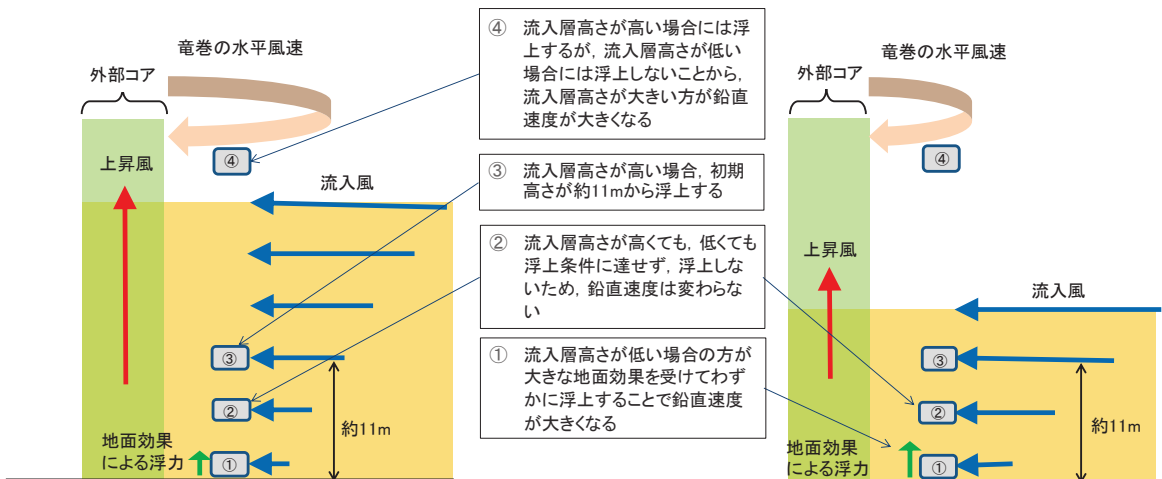 竜巻の水平風速
外部コア
④
上昇風
流入風
③
②
約11m
地面効果
による浮力
①
④ 流入層高さが高い場合には浮
上するが，流入層高さが低い
場合には浮上しないことから，
流入層高さが大きい方が鉛直
速度が大きくなる
③ 流入層高さが高い場合，初期
高さが約11mから浮上する
② 流入層高さが高くても，低くても
浮上条件に達せず，浮上しな
いため，鉛直速度は変わらな
い
① 流入層高さが低い場合の方が
大きな地面効果を受けてわず
かに浮上することで鉛直速度
が大きくなる
竜巻の水平風速
外部コア
④
上昇風
流入風
③
②
約11m
地面効果
による浮力
①